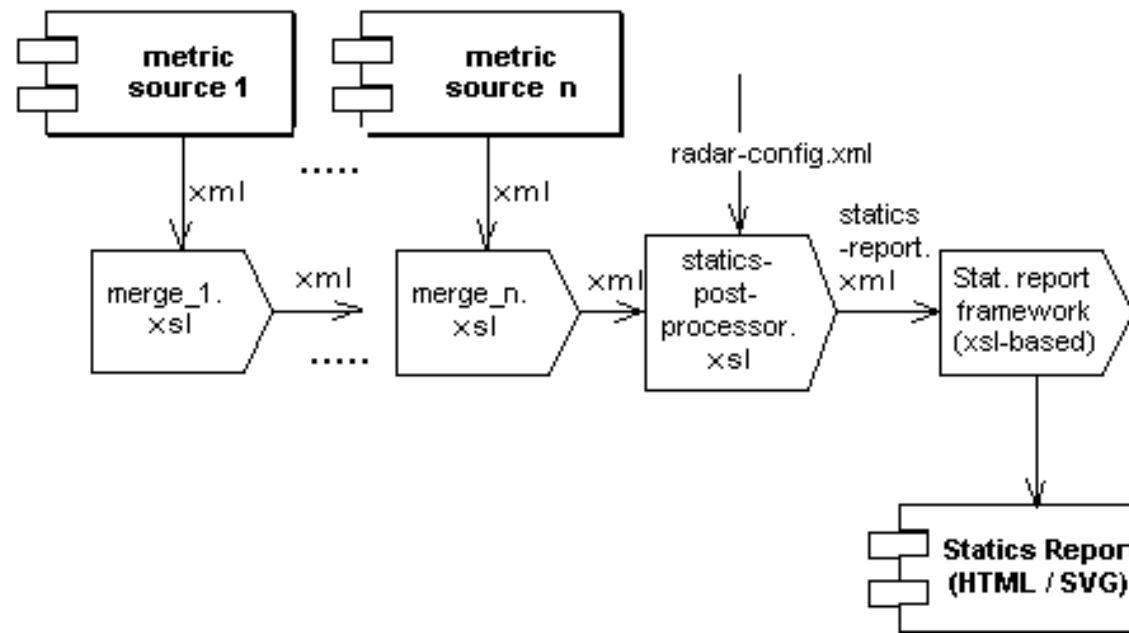 metric
source 1
metric
source n
radar-config.xml
.....
xml
xml
statics
-report.
xml
merge_1.
xsl
xml
.....
merge_n.
xsl
xml
statics-
post-
processor.
xsl
Stat. report
framework
(xsl-based)
Statics Repor
(HTML / SVG)